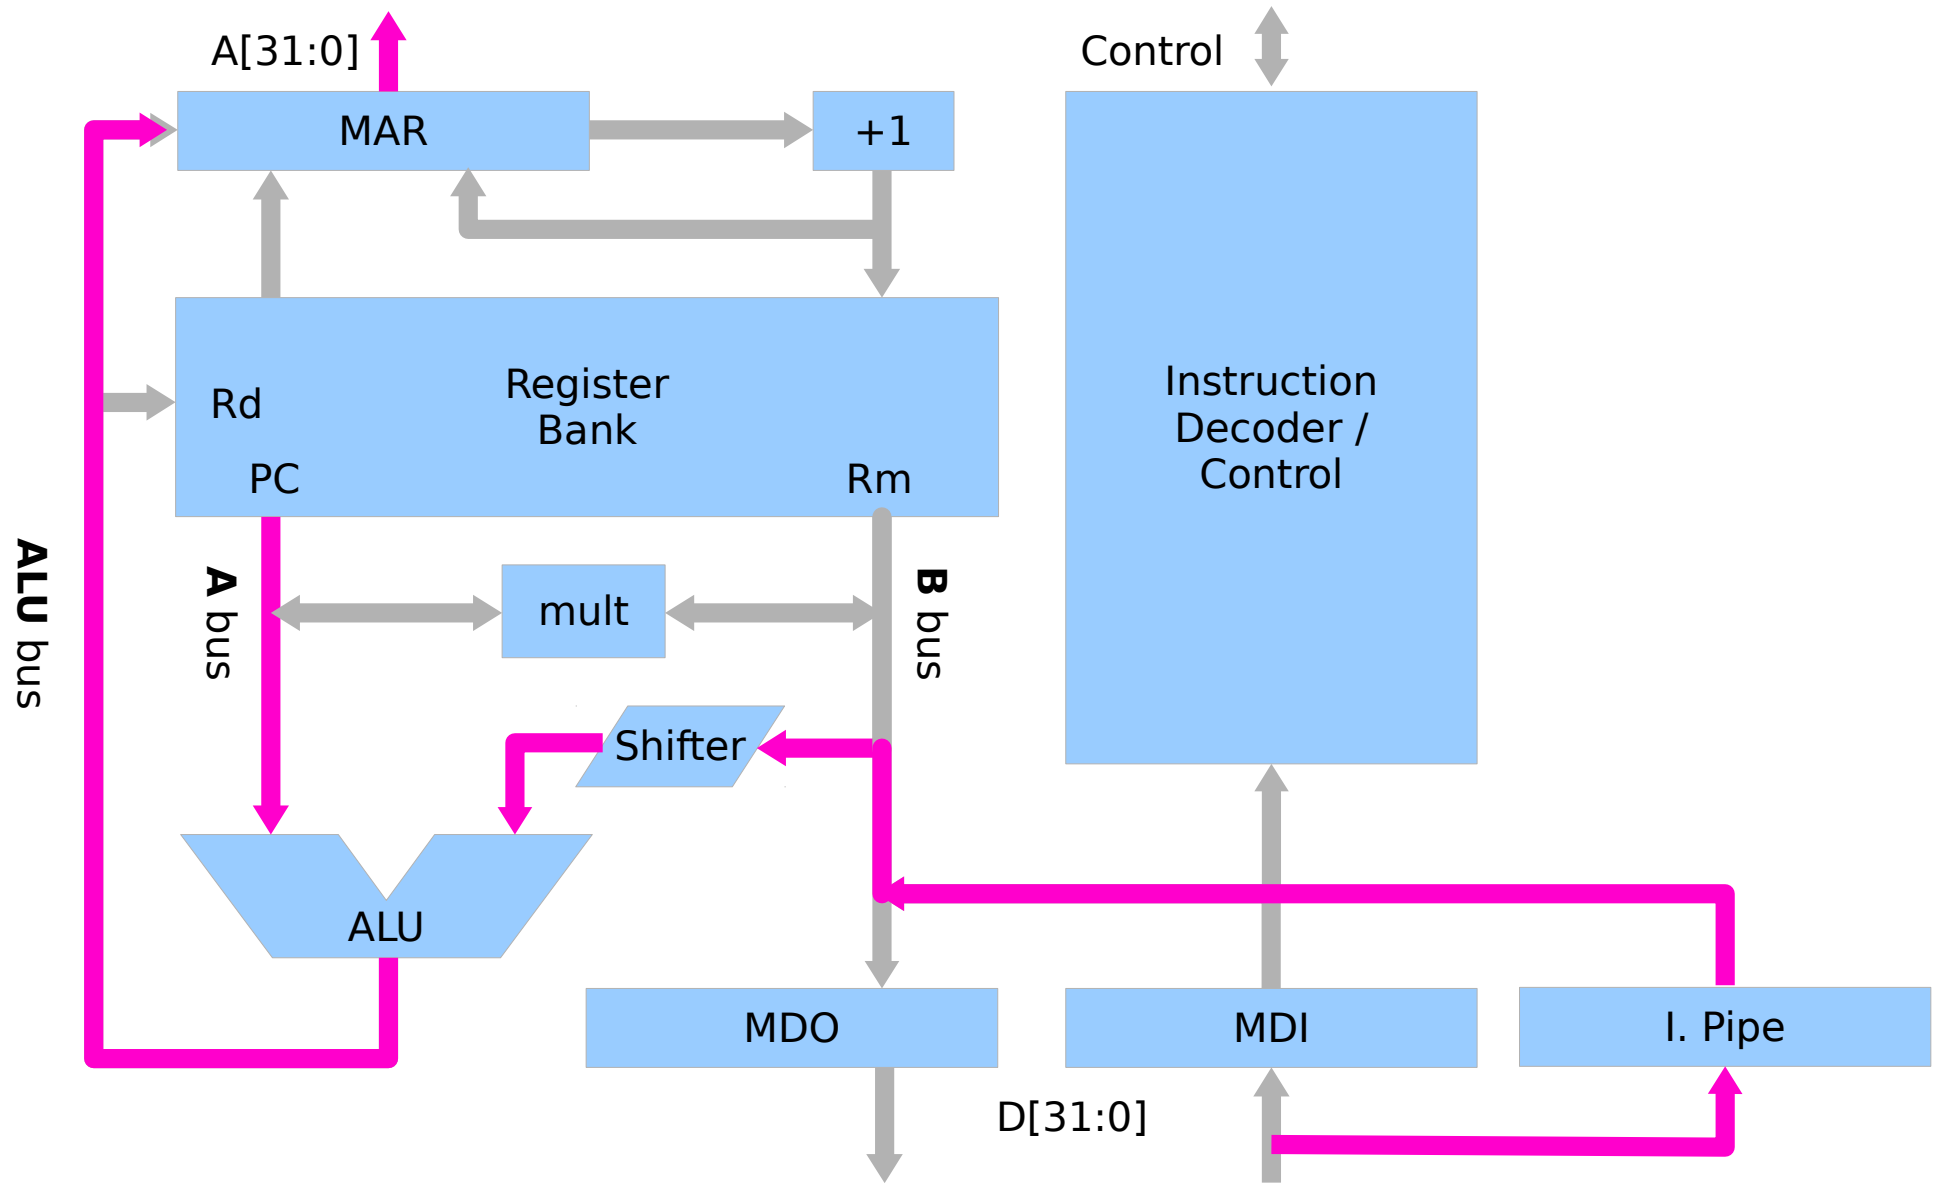 A[31:0]
Control
MAR
+1
Register
Bank
Rd
PC
Rm
Instruction
Decoder /
Control
ALU bus
A bus
mult
B bus
Shifter
ALU
MDO
MDI
I. Pipe
D[31:0]